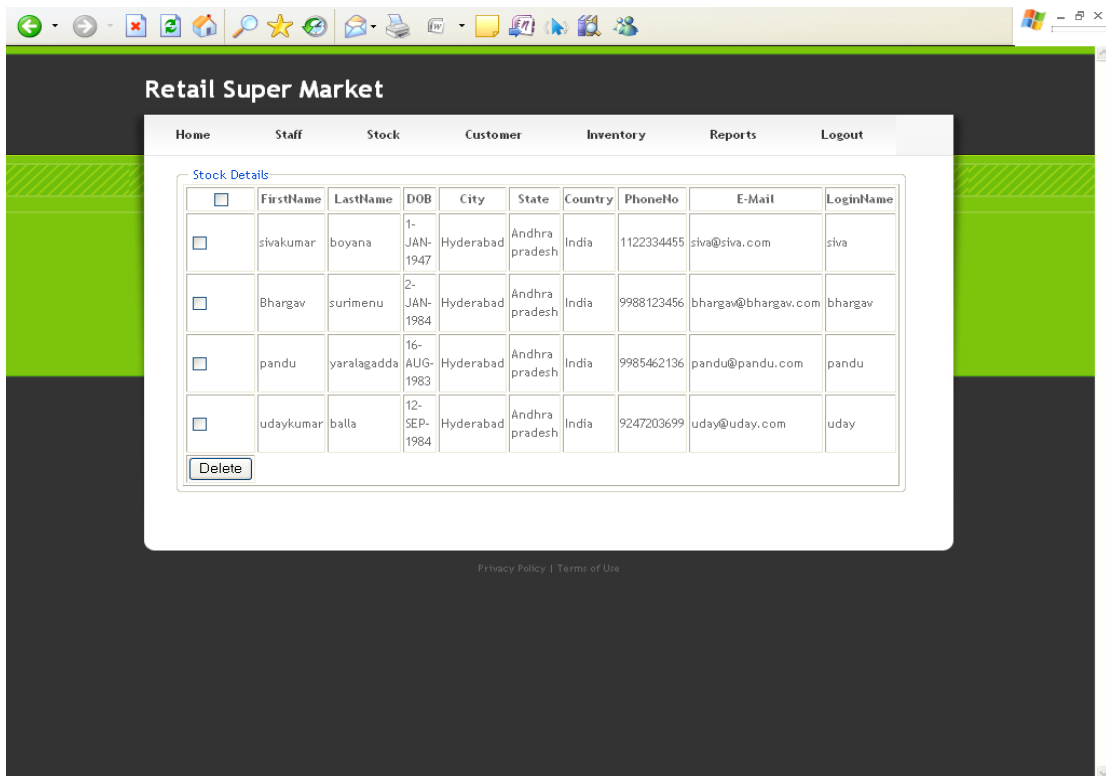 Retail Super Market
Home Staff Stock Customer Inventory Reports Logout
Stock Details
FirstName LastName DOB City State Country PhoneNo E-Mail LoginName
sivakumar boyana 1-JAN-1947 Hyderabad Andhra pradesh India 1122334455 siva@siva.com siva
Bhargav surimenu 2-JAN-1984 Hyderabad Andhra pradesh India 9988123456 bhargav@bhargav.com bhargav
pandu yaralagadda 16-AUG-1983 Hyderabad Andhra pradesh India 9985462136 pandu@pandu.com pandu
udaykumar balla 12-SEP-1984 Hyderabad Andhra pradesh India 9247203699 uday@uday.com uday
Delete
Privacy Policy | Terms of Use